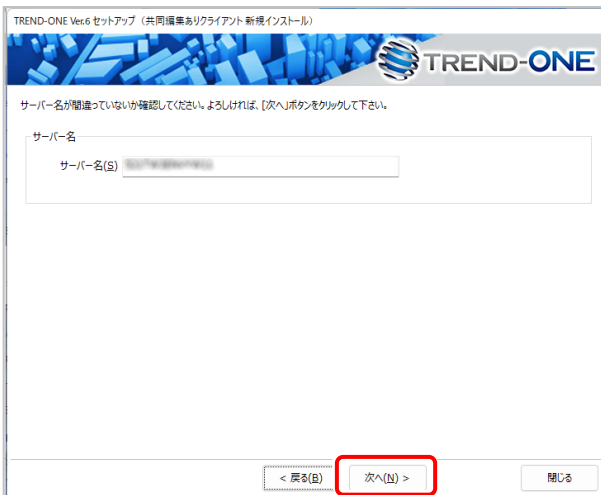 TREND-ONE Ver.6 セットアップ（共同編集ありクライアント 新規インストール）
TREND-ONE
サーバー名が間違っていないか確認してください。よろしければ、[次へ]ボタンをクリックして下さい。
サーバー名
サーバー名(S)
< 戻る(B) 次へ(N) > 閉じる